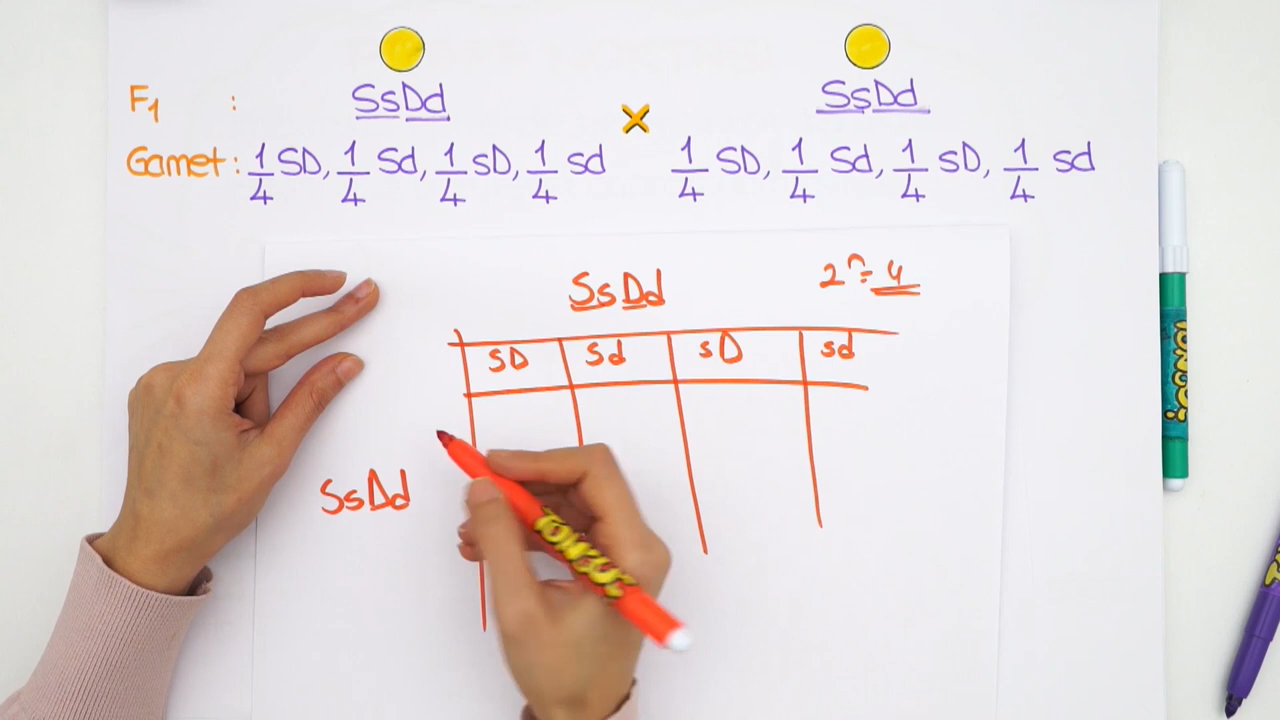 F1 : SsDd × SsDd
Gamet: 1/4 SD, 1/4 Sd, 1/4 sD, 1/4 sd 1/4 SD, 1/4 Sd, 1/4 sD, 1/4 sd
SsDd 2²= 4
SD Sd sD sd
SsDd